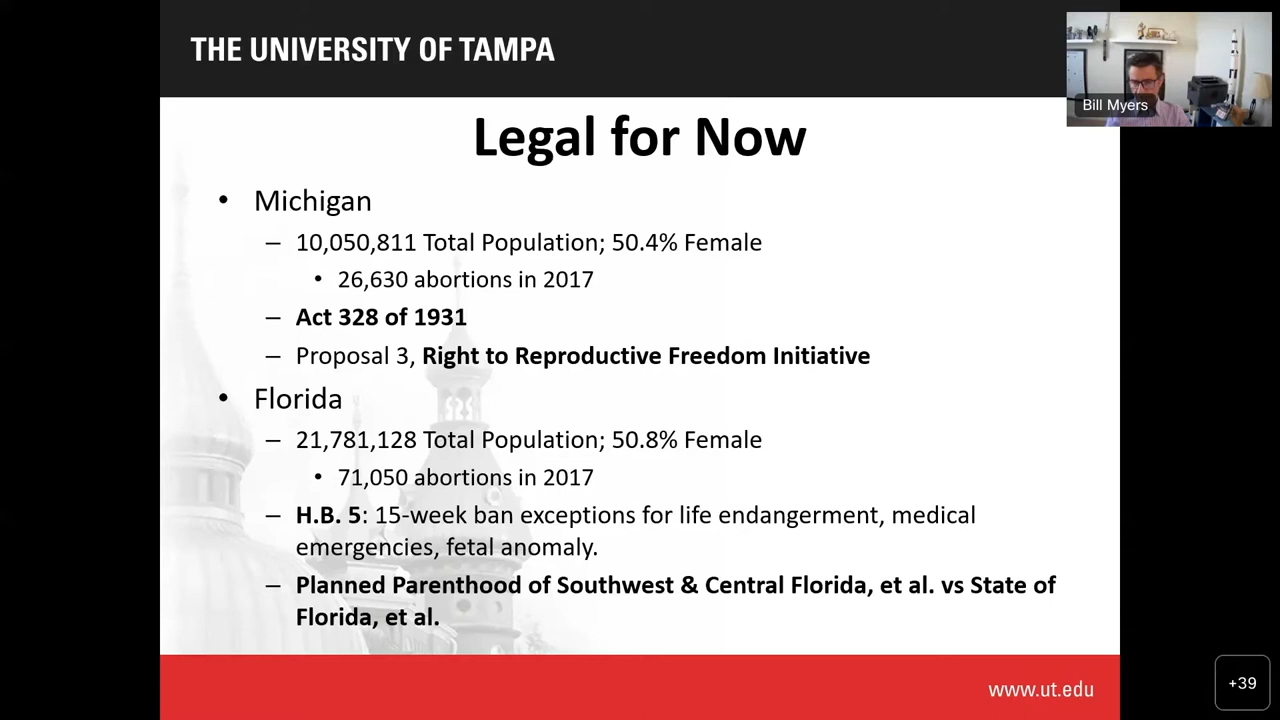 THE UNIVERSITY OF TAMPA
Bill Myers
Legal for Now
• Michigan
– 10,050,811 Total Population; 50.4% Female
• 26,630 abortions in 2017
– Act 328 of 1931
– Proposal 3, Right to Reproductive Freedom Initiative
• Florida
– 21,781,128 Total Population; 50.8% Female
• 71,050 abortions in 2017
– H.B. 5: 15-week ban exceptions for life endangerment, medical
emergencies, fetal anomaly.
– Planned Parenthood of Southwest & Central Florida, et al. vs State of
Florida, et al.
www.ut.edu
+39